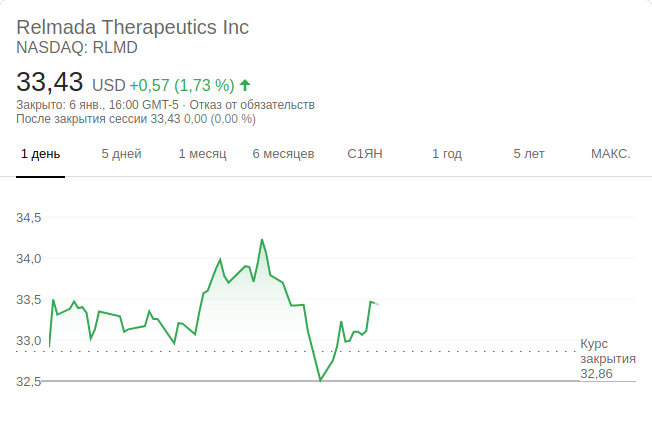 Relmada Therapeutics Inc
NASDAQ: RLMD
33,43 USD +0,57 (1,73 %)
Закрыто: 6 янв., 16:00 GMT-5 · Отказ от обязательств
После закрытия сессии 33,43 0,00 (0,00 %)
1 день 5 дней 1 месяц 6 месяцев С1ЯН 1 год 5 лет МАКС.
34,5
34,0
33,5
33,0
Курс
закрытия
32,86
32,5